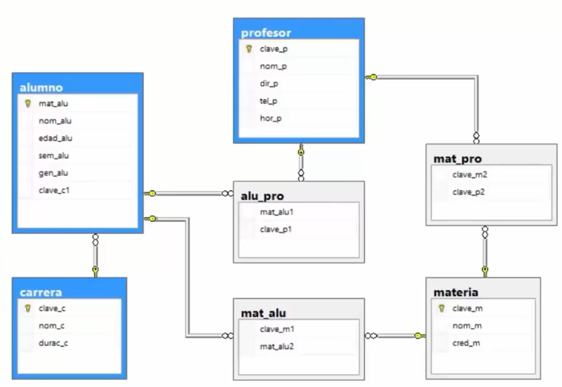 profesor
clave_p
nom_p
dir_p
tel_p
hor_p
alumno
mat_alu
nom_alu
edad_alu
sem_alu
gen_alu
clave_c1
mat_pro
clave_m2
clave_p2
alu_pro
mat_alu1
clave_p1
carrera
clave_c
nom_c
durac_c
mat_alu
clave_m1
mat_alu2
materia
clave_m
nom_m
cred_m